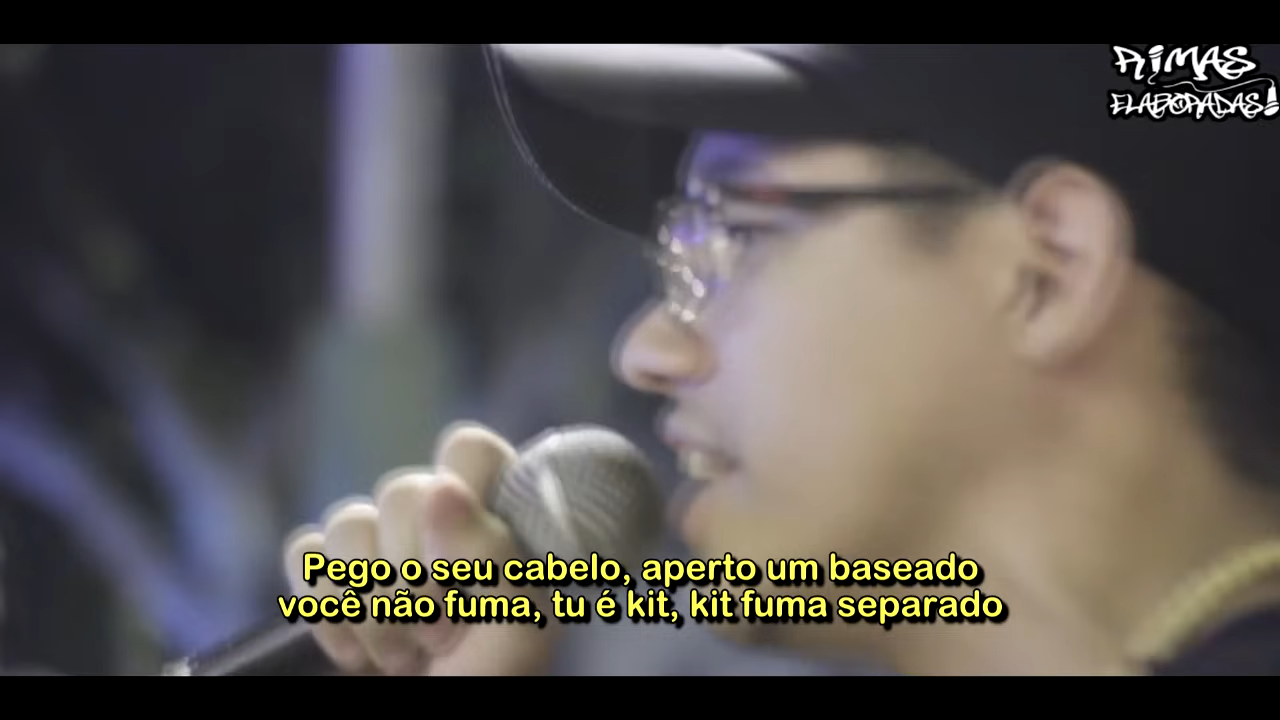 RIMAS
ELABORADAS!
Pego o seu cabelo, aperto um baseado
você não fuma, tu é kit, kit fuma separado